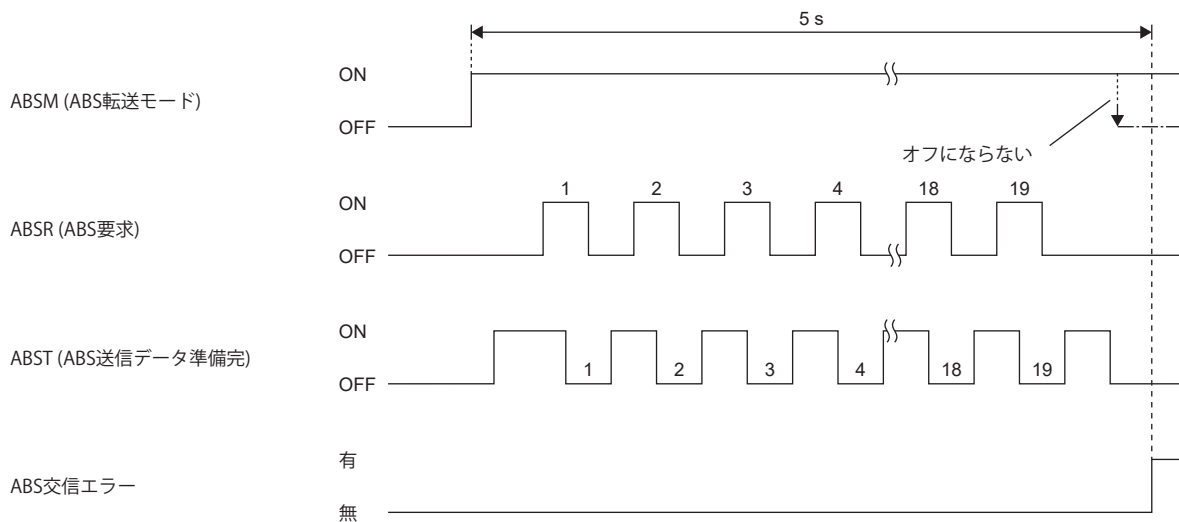 5 s
ABSM (ABS転送モード)
ON
OFF
オフにならない
ABSR (ABS要求)
ON
OFF
1 2 3 4 18 19
ABST (ABS送信データ準備完)
ON
OFF
1 2 3 4 18 19
ABS交信エラー
有
無